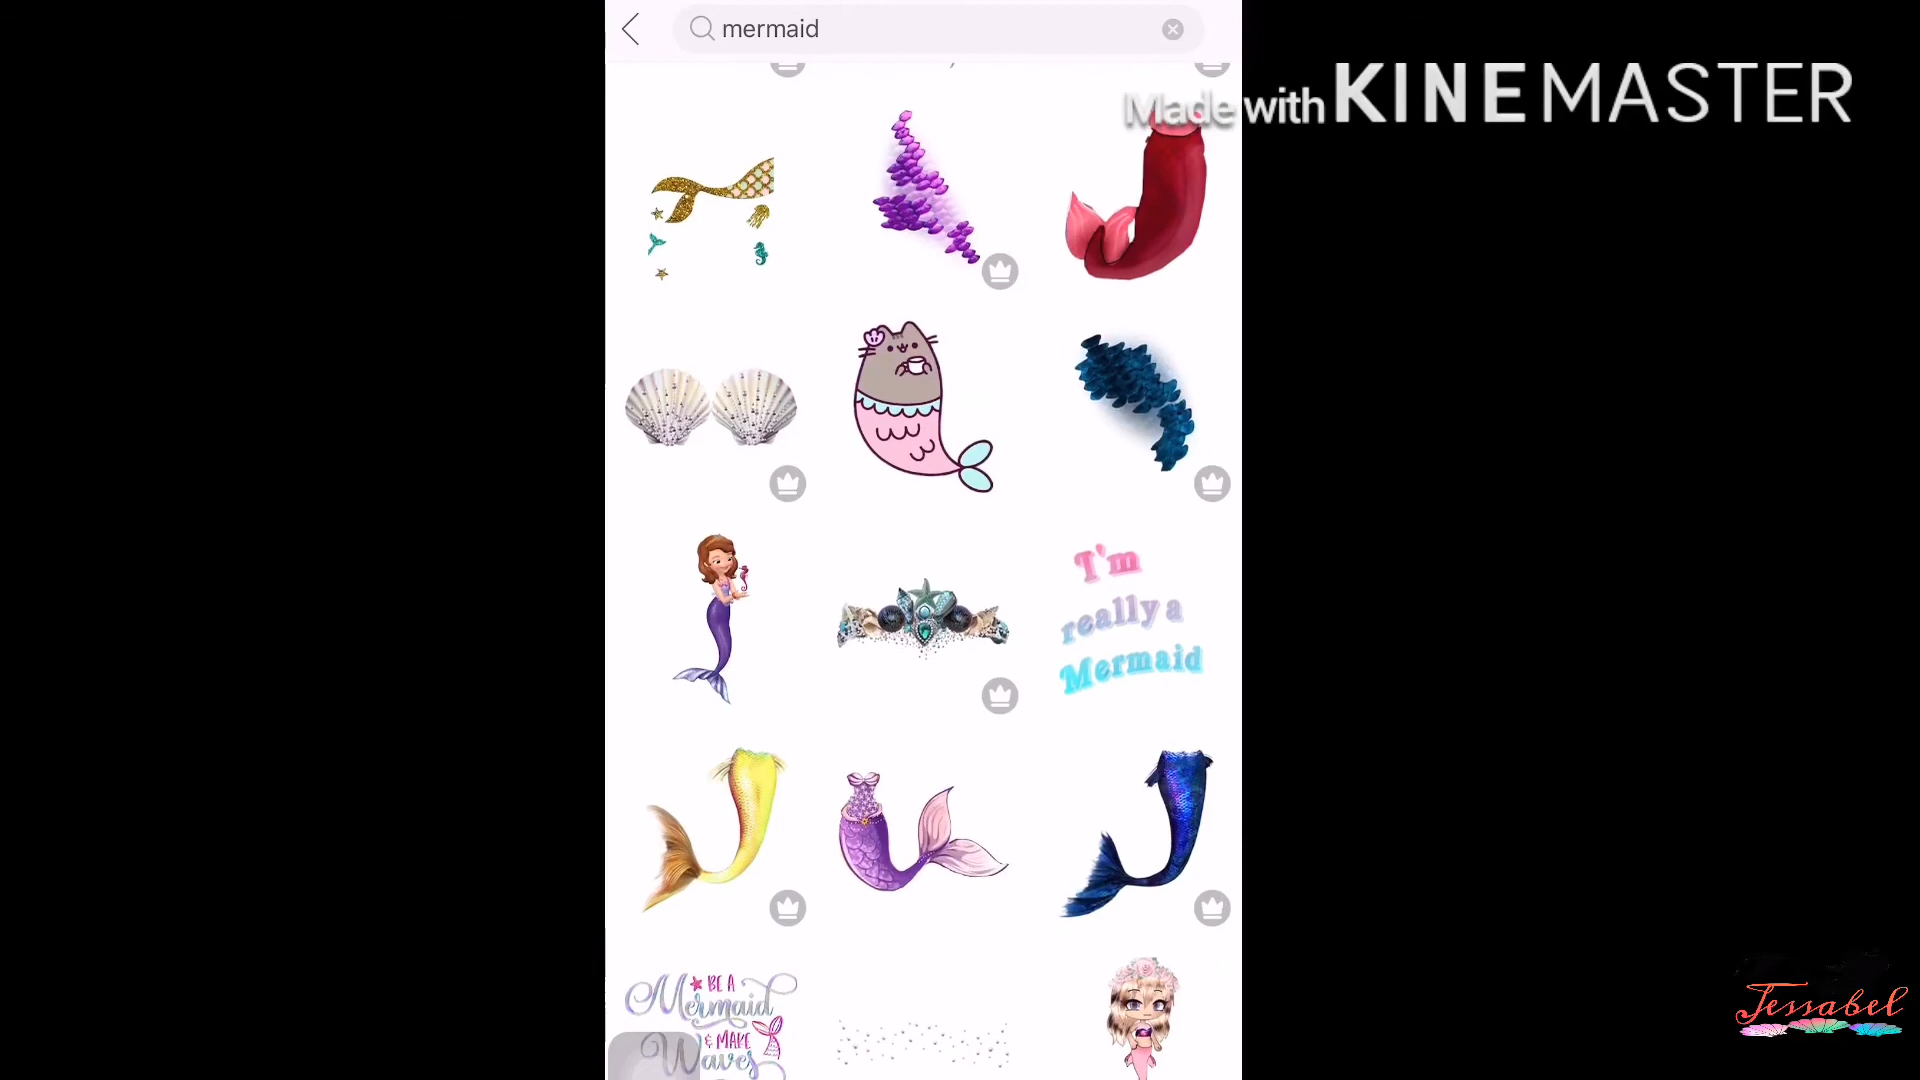 mermaid
Made with KINEMASTER
I'm
really a
Mermaid
BE A
Mermaid
& MAKE
Waves
Jessabel